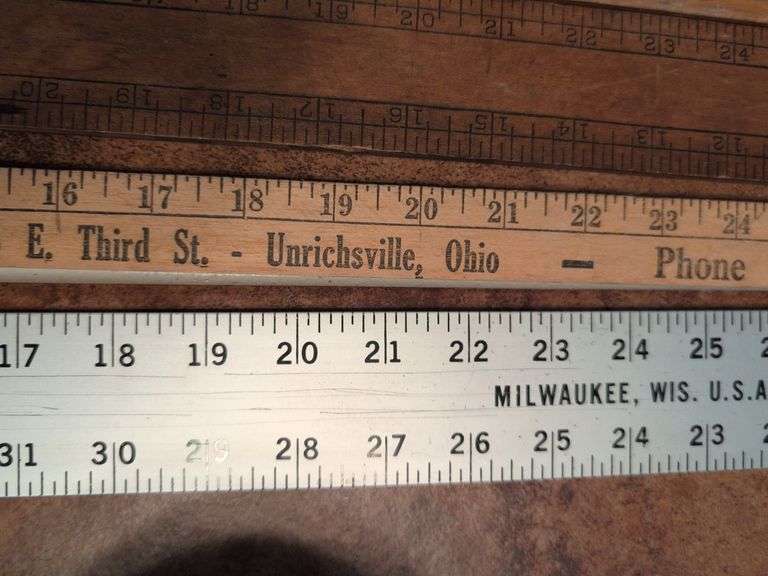 18 19 20 21 22 23 24
20 19 18 17 16 15 14 13 12
16 17 18 19 20 21 22 23 24
E. Third St. - Unrichsville, Ohio — Phone
17 18 19 20 21 22 23 24 25
MILWAUKEE, WIS. U.S.A
31 30 29 28 27 26 25 24 23